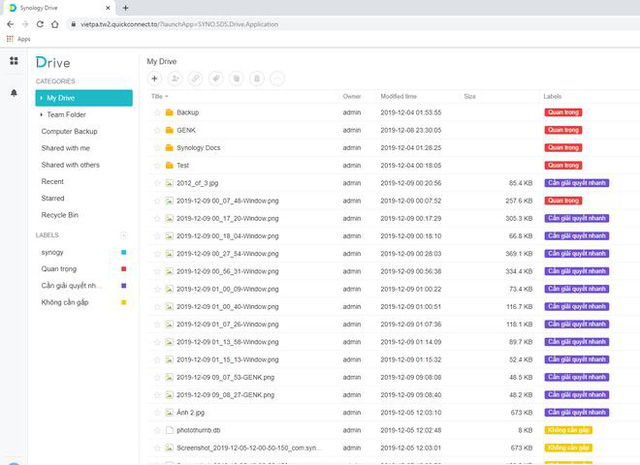 Synology Drive
vietpa.tw2.quickconnect.to/?launchApp=SYNO.SDS.Drive.Application
Apps
Drive
CATEGORIES
My Drive
Team Folder
Computer Backup
Shared with me
Shared with others
Recent
Starred
Recycle Bin
LABELS
synogy
Quan trọng
Cần giải quyết nh...
Không cần gấp
My Drive
Title Owner Modified time Size Labels
Backup admin 2019-12-04 01:53:55 Quan trọng
GENK admin 2019-12-08 23:30:05 Quan trọng
Synology Docs admin 2019-12-04 01:28:25 Quan trọng
Test admin 2019-12-04 00:18:05 Quan trọng
2012_of_3.jpg admin 2019-12-09 00:20:56 85.4 KB Cần giải quyết nhanh
2019-12-09 00_07_48-Window.png admin 2019-12-09 00:07:52 257.6 KB Quan trọng
2019-12-09 00_17_20-Window.png admin 2019-12-09 00:17:29 305.3 KB Cần giải quyết nhanh
2019-12-09 00_18_04-Window.png admin 2019-12-09 00:18:10 66.8 KB Cần giải quyết nhanh
2019-12-09 00_27_54-Window.png admin 2019-12-09 00:28:03 369.1 KB Cần giải quyết nhanh
2019-12-09 00_56_31-Window.png admin 2019-12-09 00:56:38 334.4 KB Cần giải quyết nhanh
2019-12-09 01_00_09-Window.png admin 2019-12-09 01:00:22 73.4 KB Cần giải quyết nhanh
2019-12-09 01_00_40-Window.png admin 2019-12-09 01:00:51 116.7 KB Cần giải quyết nhanh
2019-12-09 01_07_26-Window.png admin 2019-12-09 01:07:36 118.1 KB Cần giải quyết nhanh
2019-12-09 01_13_58-Window.png admin 2019-12-09 01:14:09 89.7 KB Cần giải quyết nhanh
2019-12-09 01_15_13-Window.png admin 2019-12-09 01:15:32 52.4 KB Cần giải quyết nhanh
2019-12-09 09_07_53-GENK.png admin 2019-12-09 09:08:08 46.5 KB Cần giải quyết nhanh
2019-12-09 09_08_27-GENK.png admin 2019-12-09 09:08:40 48.2 KB Cần giải quyết nhanh
Ảnh 2.jpg admin 2019-12-05 12:03:10 673 KB Cần giải quyết nhanh
photothumb.db admin 2019-12-05 12:02:48 8 KB Không cần gấp
Screenshot_2019-12-05-12-00-50-150_com.syn... admin 2019-12-05 12:03:01 673 KB Không cần gấp